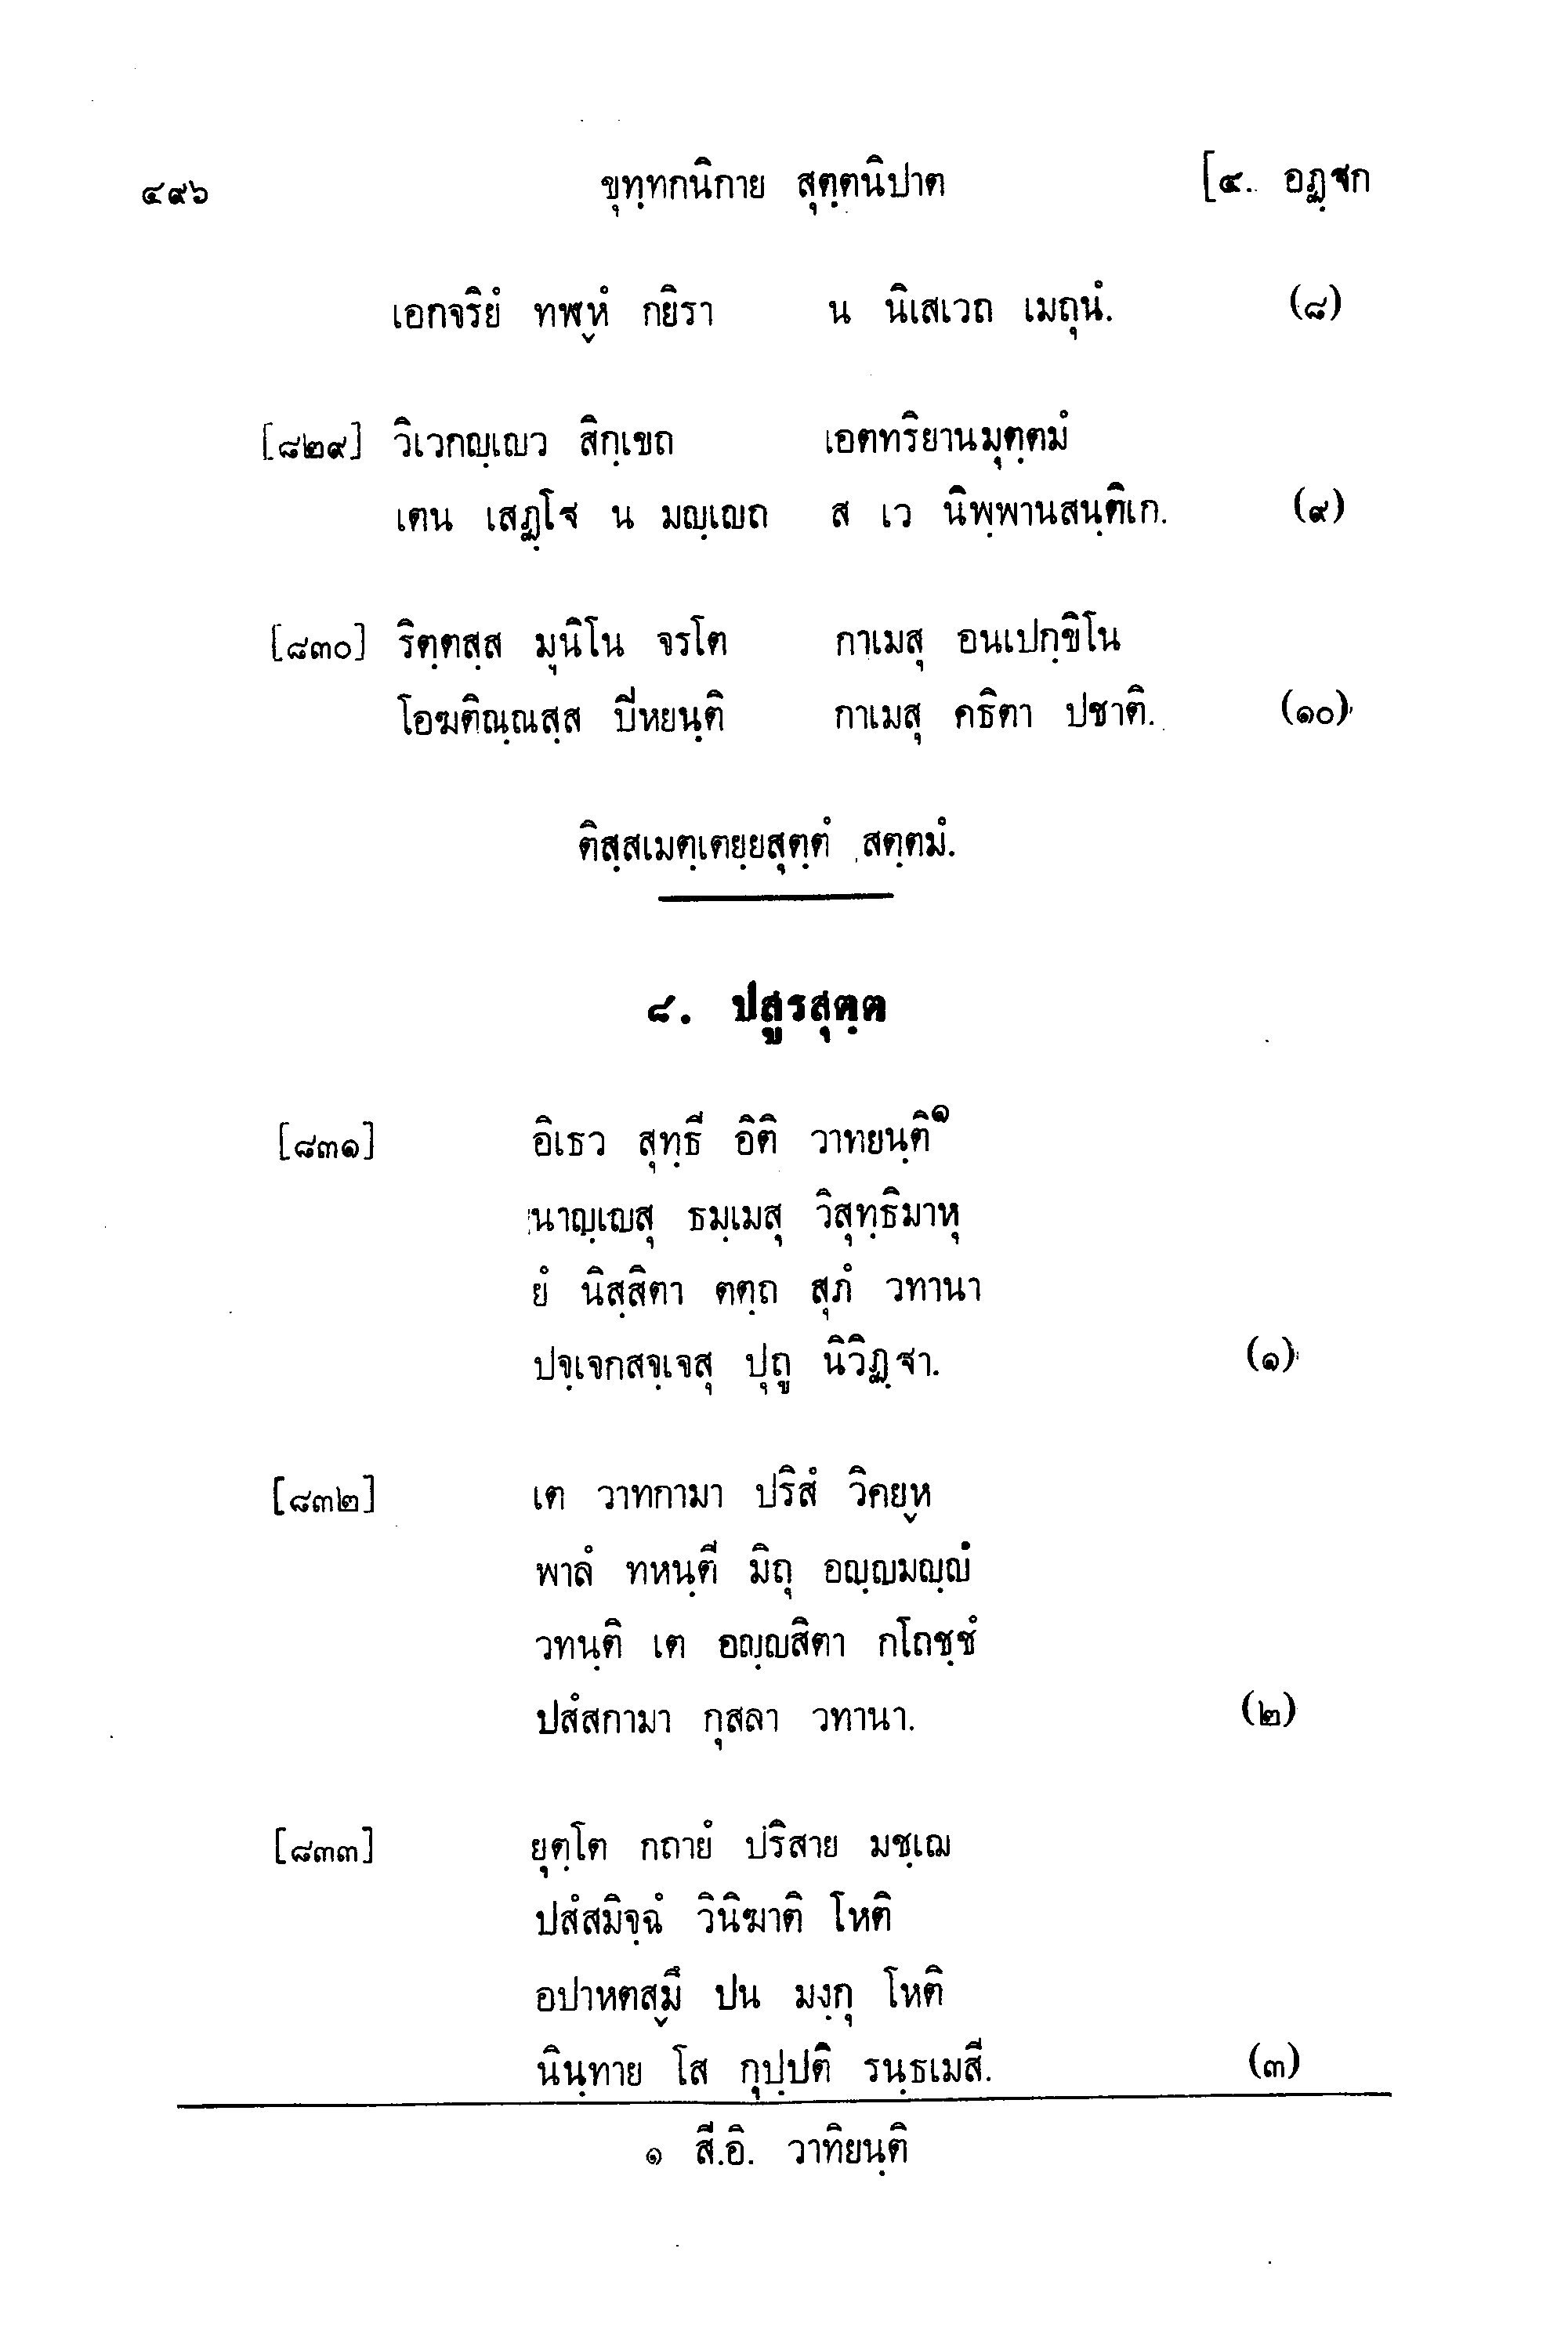 ๔๙๖ ขุทฺทกนิกาย สุตฺตนิปาต [๔. อฏฺฐก
เอกจริยํ ทฬฺหํ กยิรา น นิเสเวถ เมถุนํ. (๘)
[๘๒๙] วิเวกญฺเญว สิกฺเขถ เอตทริยานมุตฺตมํ
เตน เสฏฺโฐ น มญฺเญถ ส เว นิพฺพานสนฺติเก. (๙)
[๘๓๐] ริตฺตสฺส มุนิโน จรโต กาเมสุ อนเปกฺขิโน
โอฆติณฺณสฺส ปีหยนฺติ กาเมสุ คธิตา ปชาติ. (๑๐)
ติสฺสเมตฺเตยฺยสุตฺตํ สตฺตมํ.
๘. ปสูรสุตฺต
[๘๓๑] อิเธว สุทฺธี อิติ วาทยนฺติ๑
นาญฺเญสุ ธมฺเมสุ วิสุทฺธิมาหุ
ยํ นิสฺสิตา ตตฺถ สุภํ วทานา
ปจฺเจกสจฺเจสุ ปุถู นิวิฏฺฐา. (๑)
[๘๓๒] เต วาทกามา ปริสํ วิคยฺห
พาลํ ทหนฺตี มิถุ อญฺญมญฺญํ
วทนฺติ เต อญฺญสิตา กโถชฺชํ
ปสํสกามา กุสลา วทานา. (๒)
[๘๓๓] ยุตฺโต กถายํ ปริสาย มชฺเฌ
ปสํสมิจฺฉํ วินิฆาติ โหติ
อปาหตสฺมึ ปน มงฺกุ โหติ
นินฺทาย โส กุปฺปติ รนฺธเมสี. (๓)
๑ สี.อิ. วาทิยนฺติ